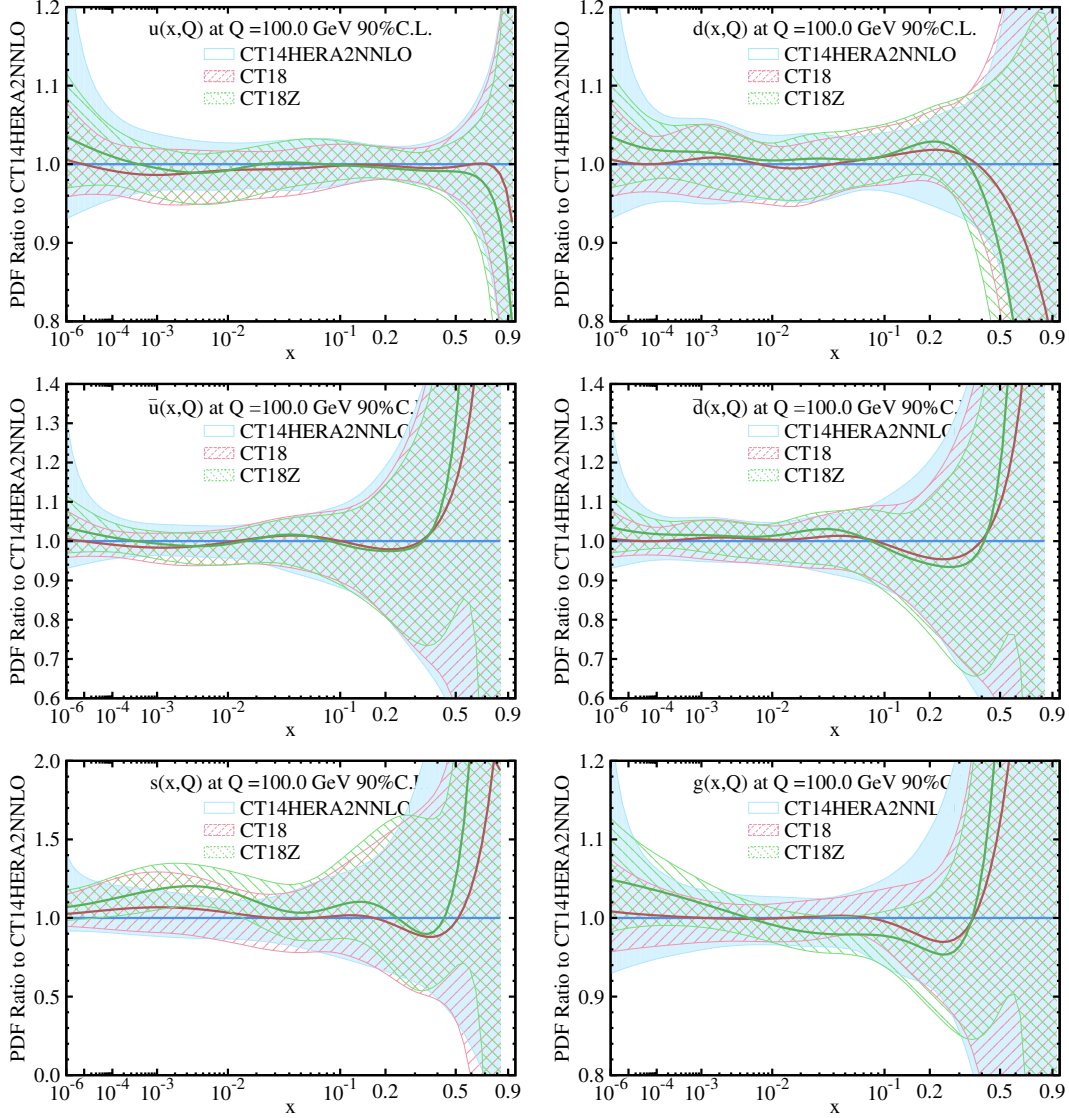 u(x,Q) at Q =100.0 GeV 90%C.L.
CT14HERA2NNLO
CT18
CT18Z
PDF Ratio to CT14HERA2NNLO
1.2
1.1
1.0
0.9
0.8
10⁻⁶ 10⁻⁴ 10⁻³ 10⁻² 10⁻¹ 0.2 0.5 0.9
x
d(x,Q) at Q =100.0 GeV 90%C.L.
CT14HERA2NNLO
CT18
CT18Z
PDF Ratio to CT14HERA2NNLO
1.2
1.1
1.0
0.9
0.8
10⁻⁶ 10⁻⁴ 10⁻³ 10⁻² 10⁻¹ 0.2 0.5 0.9
x
ū(x,Q) at Q =100.0 GeV 90%C.
CT14HERA2NNLO
CT18
CT18Z
PDF Ratio to CT14HERA2NNLO
1.4
1.3
1.2
1.1
1.0
0.9
0.8
0.7
0.6
10⁻⁶ 10⁻⁴ 10⁻³ 10⁻² 10⁻¹ 0.2 0.5 0.9
x
d̄(x,Q) at Q =100.0 GeV 90%C.
CT14HERA2NNLO
CT18
CT18Z
PDF Ratio to CT14HERA2NNLO
1.4
1.3
1.2
1.1
1.0
0.9
0.8
0.7
0.6
10⁻⁶ 10⁻⁴ 10⁻³ 10⁻² 10⁻¹ 0.2 0.5 0.9
x
s(x,Q) at Q =100.0 GeV 90%C.
CT14HERA2NNLO
CT18
CT18Z
PDF Ratio to CT14HERA2NNLO
2.0
1.5
1.0
0.5
0.0
10⁻⁶ 10⁻⁴ 10⁻³ 10⁻² 10⁻¹ 0.2 0.5 0.9
x
g(x,Q) at Q =100.0 GeV 90%C
CT14HERA2NNL
CT18
CT18Z
PDF Ratio to CT14HERA2NNLO
1.2
1.1
1.0
0.9
0.8
10⁻⁶ 10⁻⁴ 10⁻³ 10⁻² 10⁻¹ 0.2 0.5 0.9
x